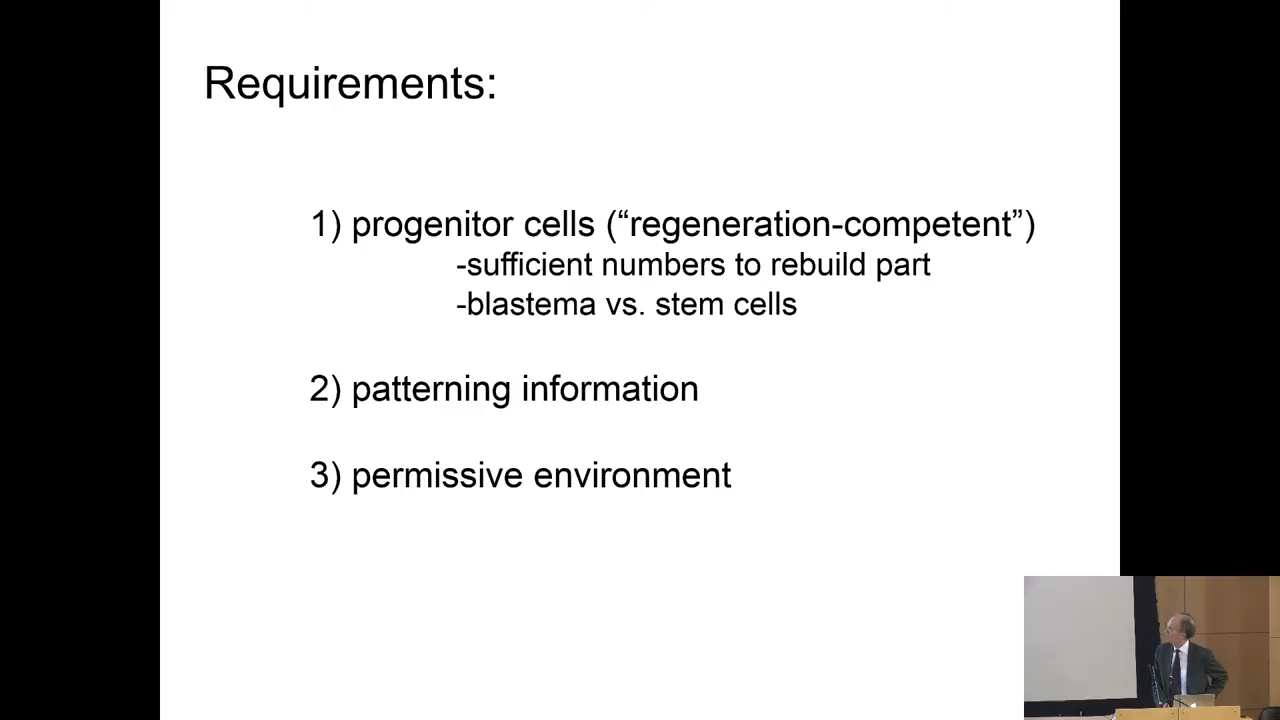 Requirements:
1) progenitor cells (“regeneration-competent”)
-sufficient numbers to rebuild part
-blastema vs. stem cells
2) patterning information
3) permissive environment